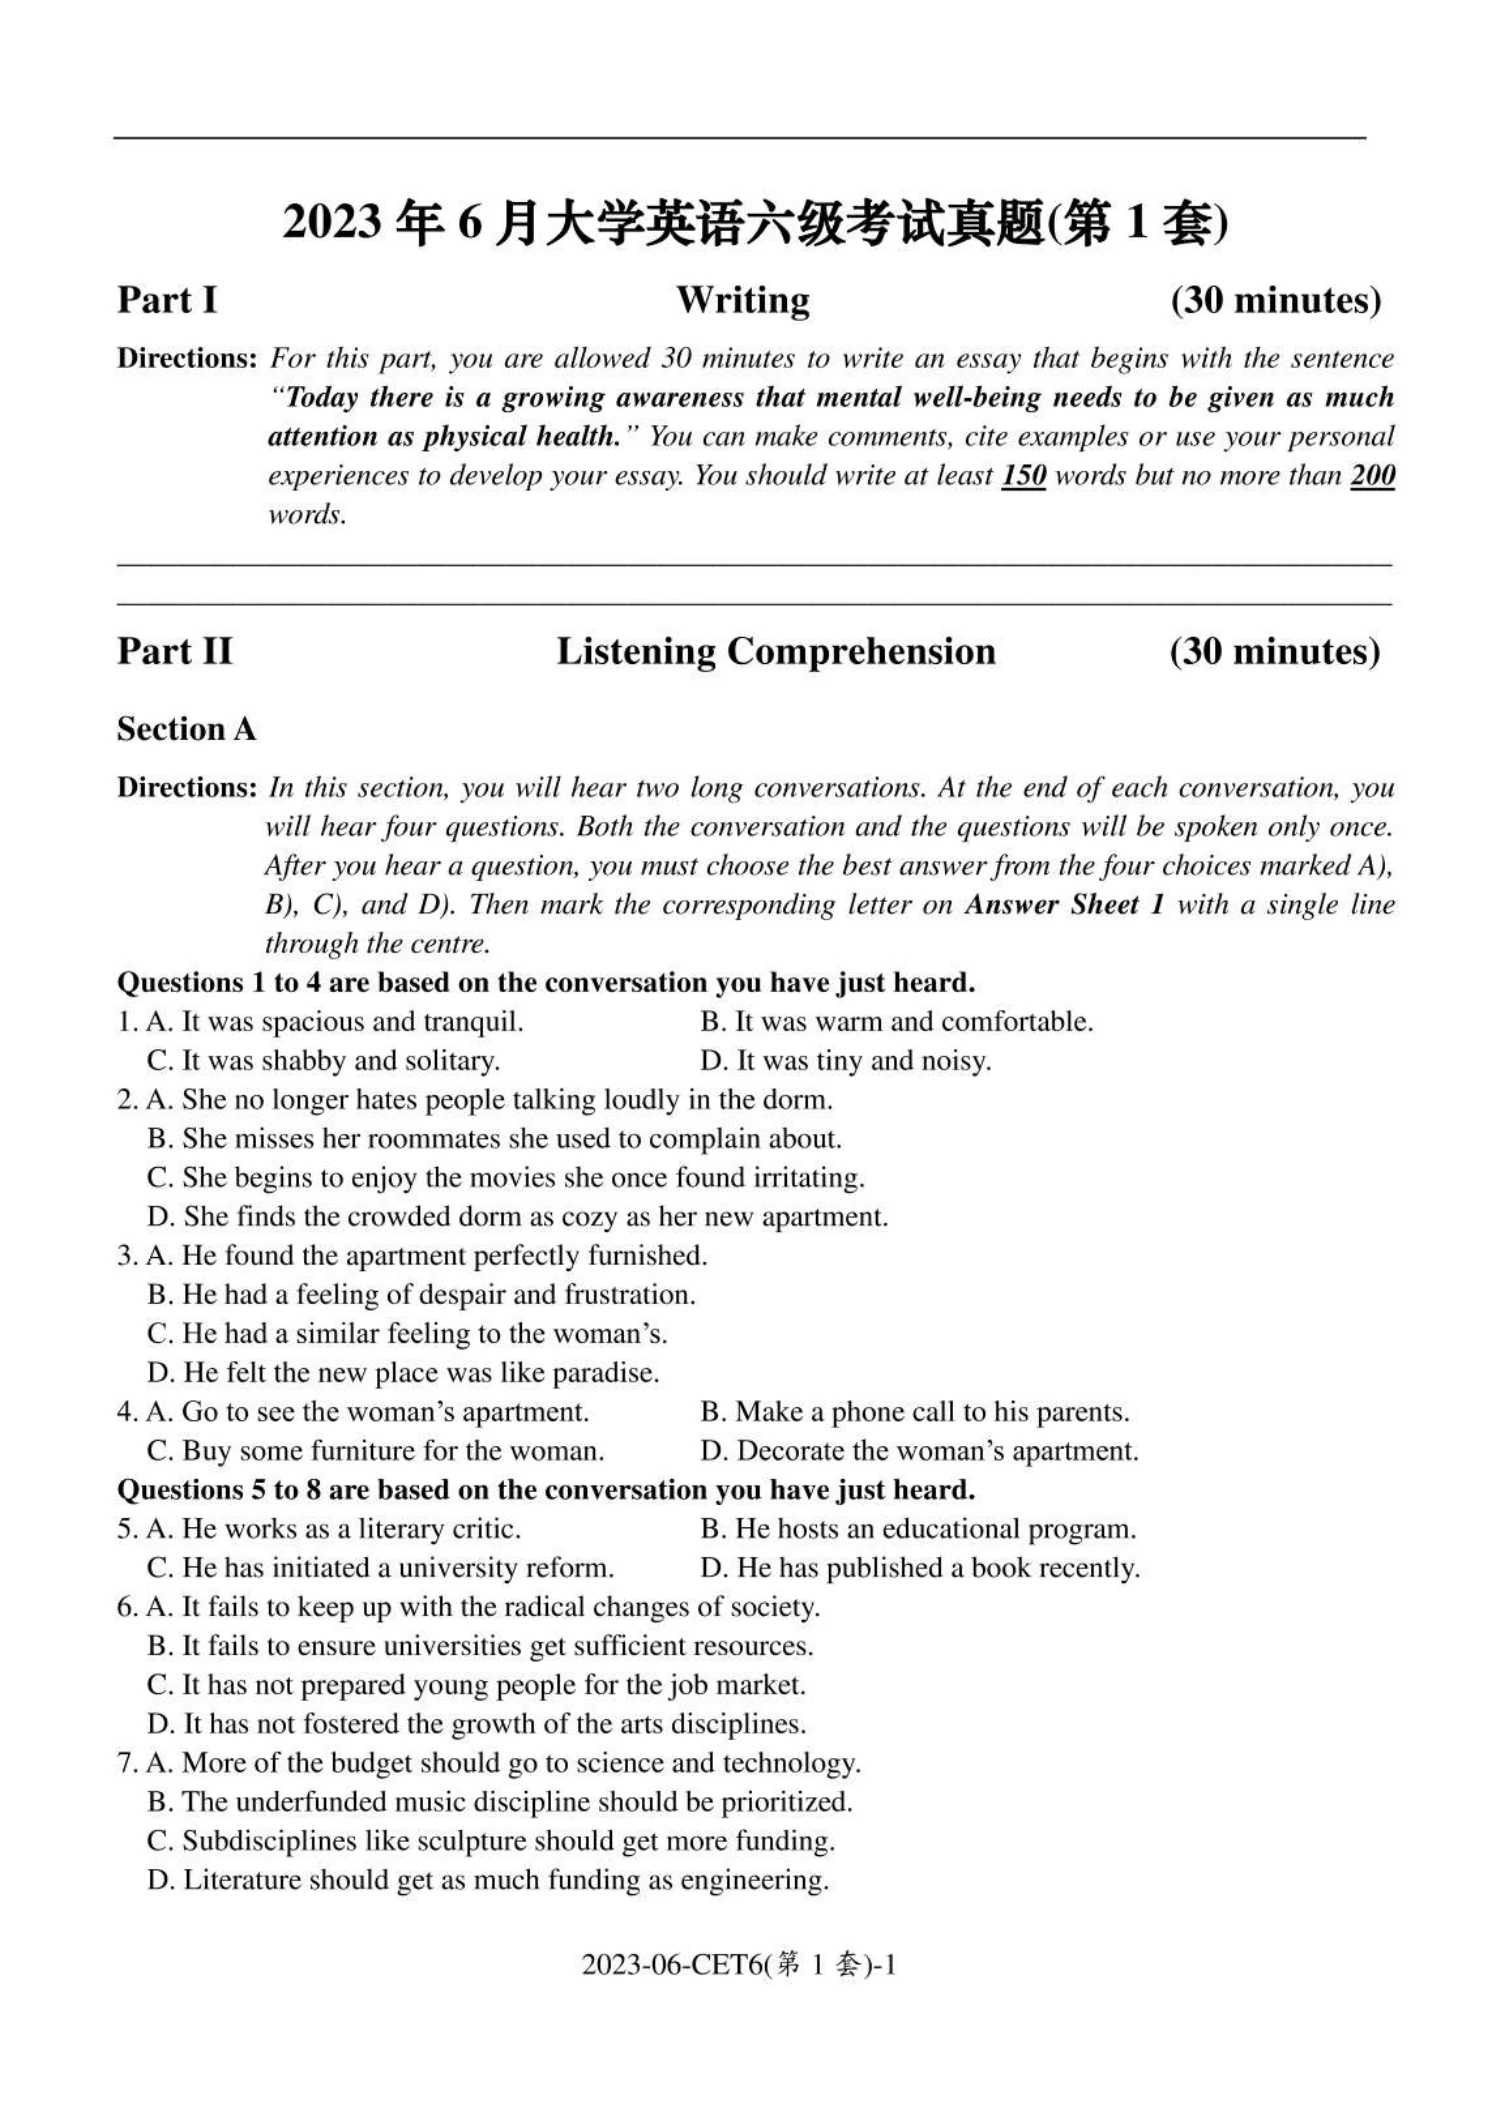 2023 年 6 月大学英语六级考试真题(第 1 套)
Part I Writing (30 minutes)
Directions: For this part, you are allowed 30 minutes to write an essay that begins with the sentence
“Today there is a growing awareness that mental well-being needs to be given as much
attention as physical health.” You can make comments, cite examples or use your personal
experiences to develop your essay. You should write at least 150 words but no more than 200
words.
Part II Listening Comprehension (30 minutes)
Section A
Directions: In this section, you will hear two long conversations. At the end of each conversation, you
will hear four questions. Both the conversation and the questions will be spoken only once.
After you hear a question, you must choose the best answer from the four choices marked A),
B), C), and D). Then mark the corresponding letter on Answer Sheet 1 with a single line
through the centre.
Questions 1 to 4 are based on the conversation you have just heard.
1. A. It was spacious and tranquil. B. It was warm and comfortable.
C. It was shabby and solitary. D. It was tiny and noisy.
2. A. She no longer hates people talking loudly in the dorm.
B. She misses her roommates she used to complain about.
C. She begins to enjoy the movies she once found irritating.
D. She finds the crowded dorm as cozy as her new apartment.
3. A. He found the apartment perfectly furnished.
B. He had a feeling of despair and frustration.
C. He had a similar feeling to the woman’s.
D. He felt the new place was like paradise.
4. A. Go to see the woman’s apartment. B. Make a phone call to his parents.
C. Buy some furniture for the woman. D. Decorate the woman’s apartment.
Questions 5 to 8 are based on the conversation you have just heard.
5. A. He works as a literary critic. B. He hosts an educational program.
C. He has initiated a university reform. D. He has published a book recently.
6. A. It fails to keep up with the radical changes of society.
B. It fails to ensure universities get sufficient resources.
C. It has not prepared young people for the job market.
D. It has not fostered the growth of the arts disciplines.
7. A. More of the budget should go to science and technology.
B. The underfunded music discipline should be prioritized.
C. Subdisciplines like sculpture should get more funding.
D. Literature should get as much funding as engineering.
2023-06-CET6(第 1 套)-1